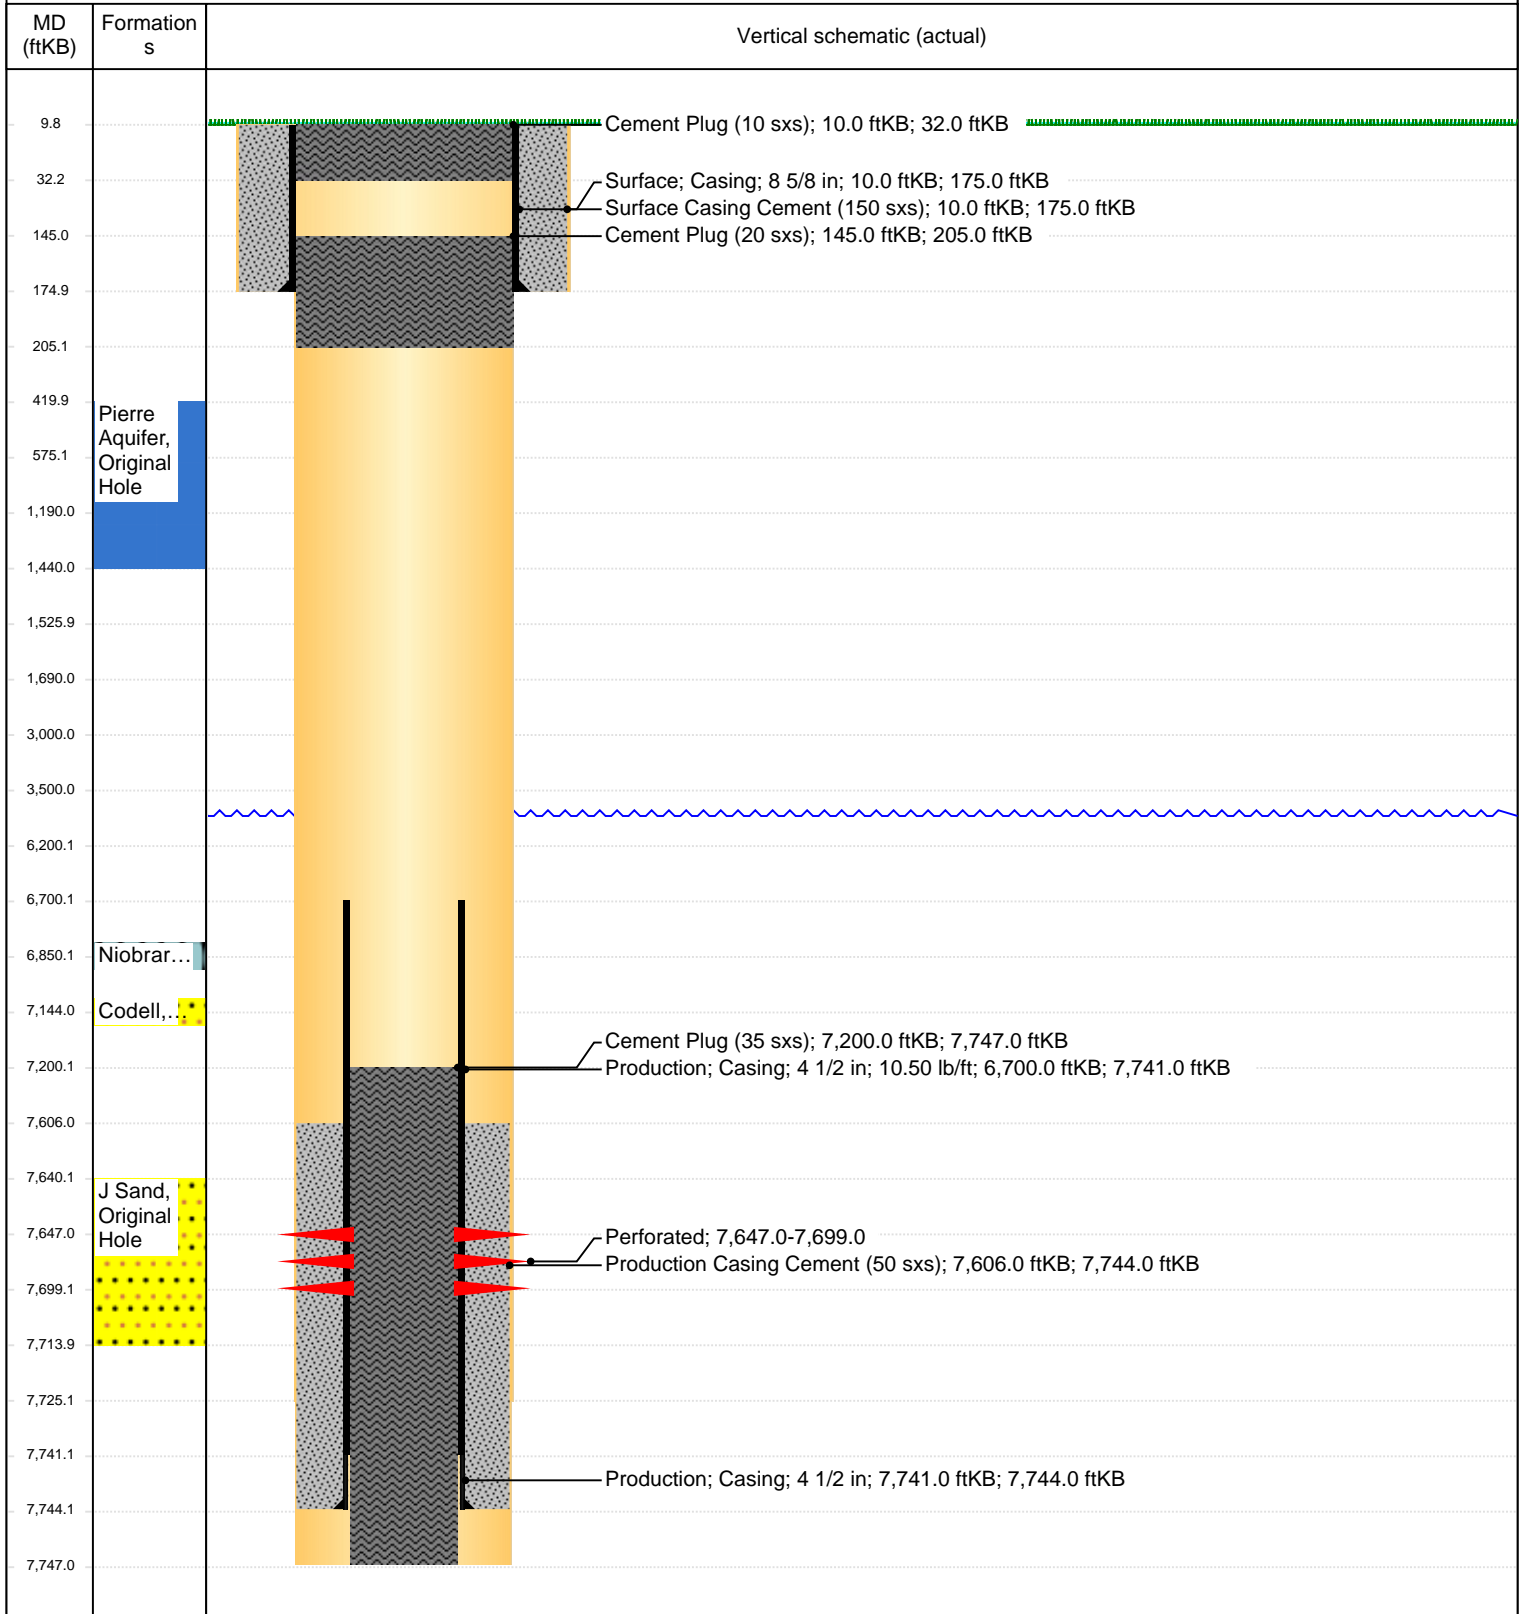 MD
(ftKB)
Formation
s
Vertical schematic (actual)
9.8
32.2
145.0
174.9
205.1
419.9
575.1
1,190.0
1,440.0
1,525.9
1,690.0
3,000.0
3,500.0
6,200.1
6,700.1
6,850.1
7,144.0
7,200.1
7,606.0
7,640.1
7,647.0
7,699.1
7,713.9
7,725.1
7,741.1
7,744.1
7,747.0
Pierre
Aquifer,
Original
Hole
Niobrar...
Codell,...
J Sand,
Original
Hole
Cement Plug (10 sxs); 10.0 ftKB; 32.0 ftKB
Surface; Casing; 8 5/8 in; 10.0 ftKB; 175.0 ftKB
Surface Casing Cement (150 sxs); 10.0 ftKB; 175.0 ftKB
Cement Plug (20 sxs); 145.0 ftKB; 205.0 ftKB
Cement Plug (35 sxs); 7,200.0 ftKB; 7,747.0 ftKB
Production; Casing; 4 1/2 in; 10.50 lb/ft; 6,700.0 ftKB; 7,741.0 ftKB
Perforated; 7,647.0-7,699.0
Production Casing Cement (50 sxs); 7,606.0 ftKB; 7,744.0 ftKB
Production; Casing; 4 1/2 in; 7,741.0 ftKB; 7,744.0 ftKB